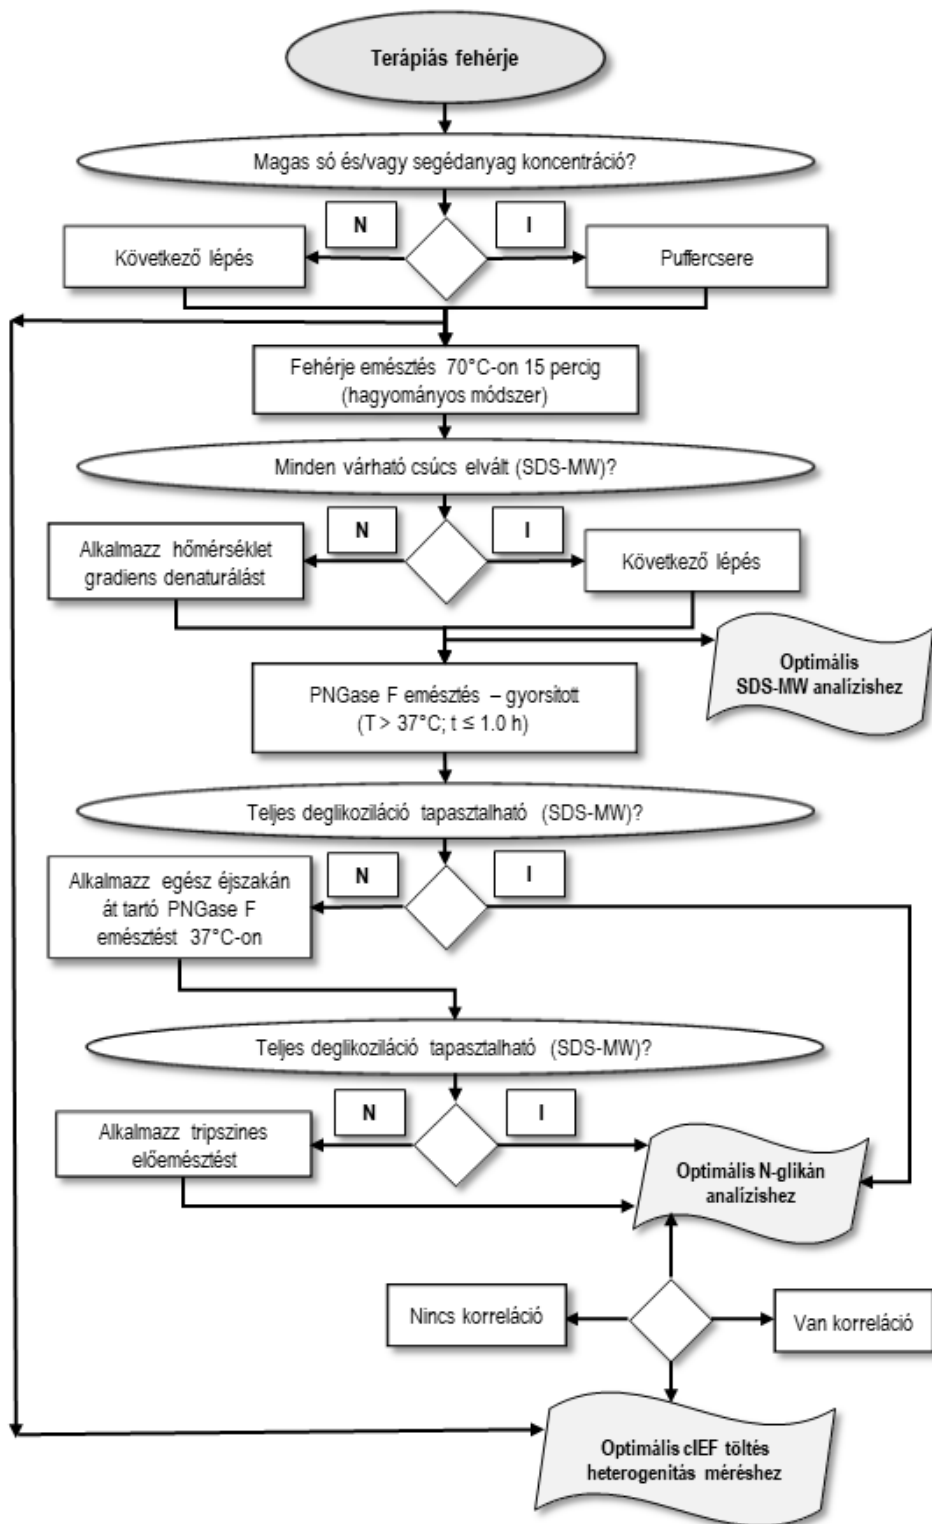 Terápiás fehérje
Magas só és/vagy segédanyag koncentráció?
N
I
Következő lépés
Puffercsere
Fehérje emésztés 70°C-on 15 percig
(hagyományos módszer)
Minden várható csúcs elvált (SDS-MW)?
N
I
Alkalmazz hőmérséklet
gradiens denaturálást
Következő lépés
Optimális
SDS-MW analízishez
PNGase F emésztés – gyorsított
(T > 37°C; t ≤ 1.0 h)
Teljes deglikoziláció tapasztalható (SDS-MW)?
N
I
Alkalmazz egész éjszakán
át tartó PNGase F
emésztést 37°C-on
Teljes deglikoziláció tapasztalható (SDS-MW)?
N
I
Alkalmazz tripszines
előemésztést
Optimális N-glikán
analízishez
Nincs korreláció
Van korreláció
Optimális cIEF töltés
heterogenitás méréshez